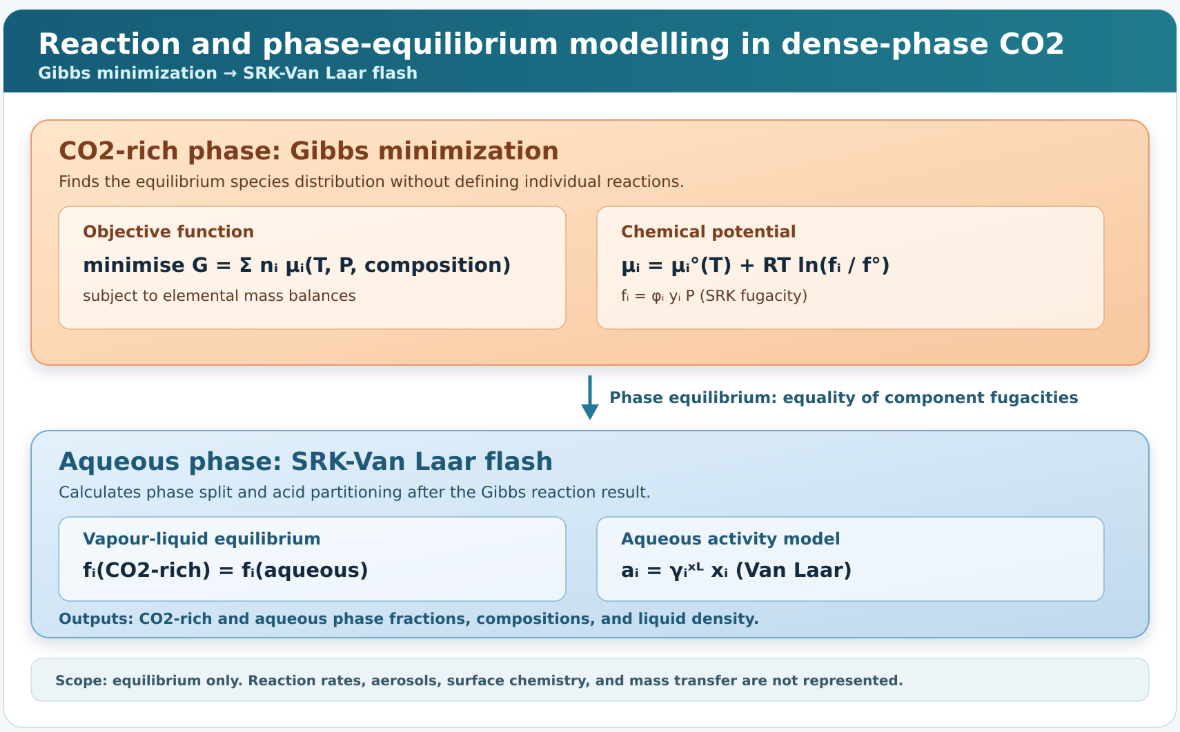 Reaction and phase-equilibrium modelling in dense-phase CO2
Gibbs minimization → SRK-Van Laar flash
CO2-rich phase: Gibbs minimization
Finds the equilibrium species distribution without defining individual reactions.
Objective function
minimise G = Σ nᵢ μᵢ(T, P, composition)
subject to elemental mass balances
Chemical potential
μᵢ = μᵢ°(T) + RT ln(fᵢ / f°)
fᵢ = φᵢ yᵢ P (SRK fugacity)
Phase equilibrium: equality of component fugacities
Aqueous phase: SRK-Van Laar flash
Calculates phase split and acid partitioning after the Gibbs reaction result.
Vapour-liquid equilibrium
fᵢ(CO2-rich) = fᵢ(aqueous)
Aqueous activity model
aᵢ = γᵢˣᴸ xᵢ (Van Laar)
Outputs: CO2-rich and aqueous phase fractions, compositions, and liquid density.
Scope: equilibrium only. Reaction rates, aerosols, surface chemistry, and mass transfer are not represented.